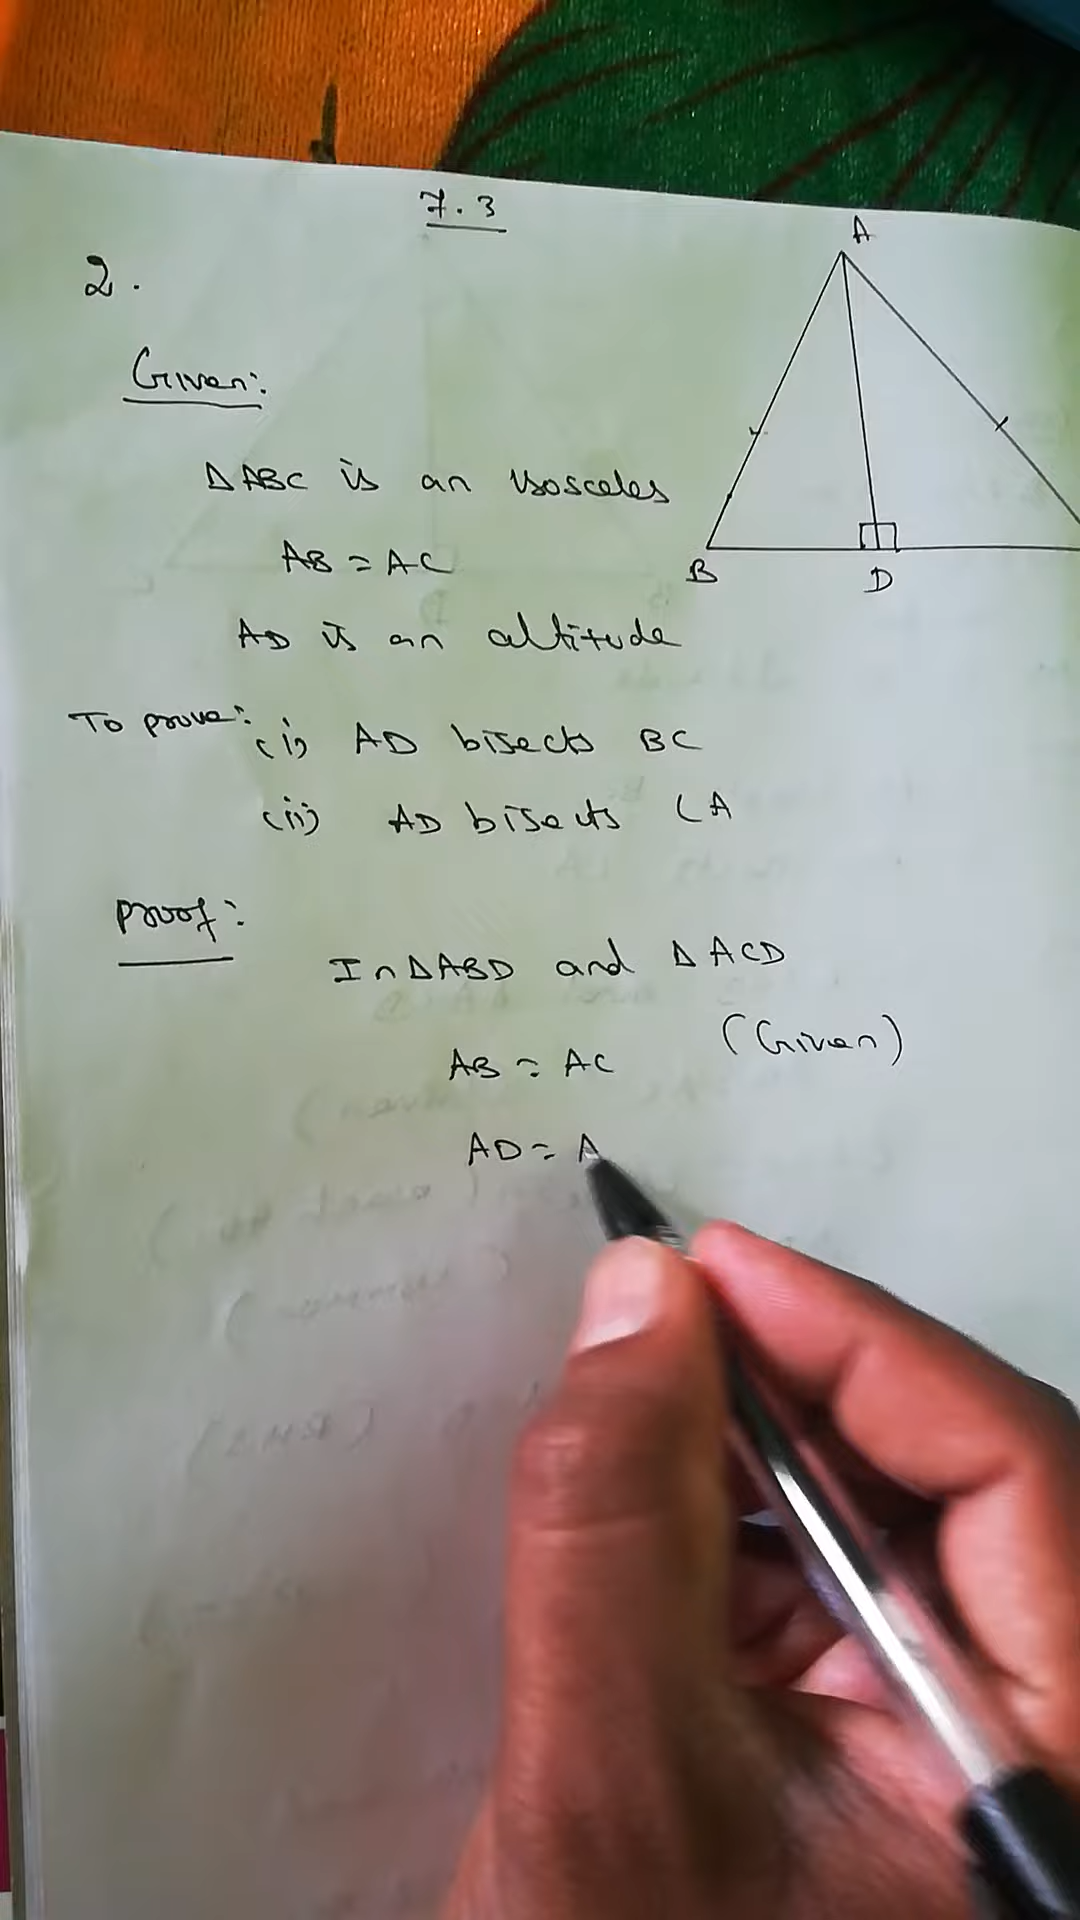 7.3
2.
A
Given:
ΔABC is an isosceles
AB = AC
B D
AD is an altitude
To prove:
(i) AD bisects BC
(ii) AD bisects ∠A
Proof:
In ΔABD and ΔACD
AB = AC (Given)
AD = A